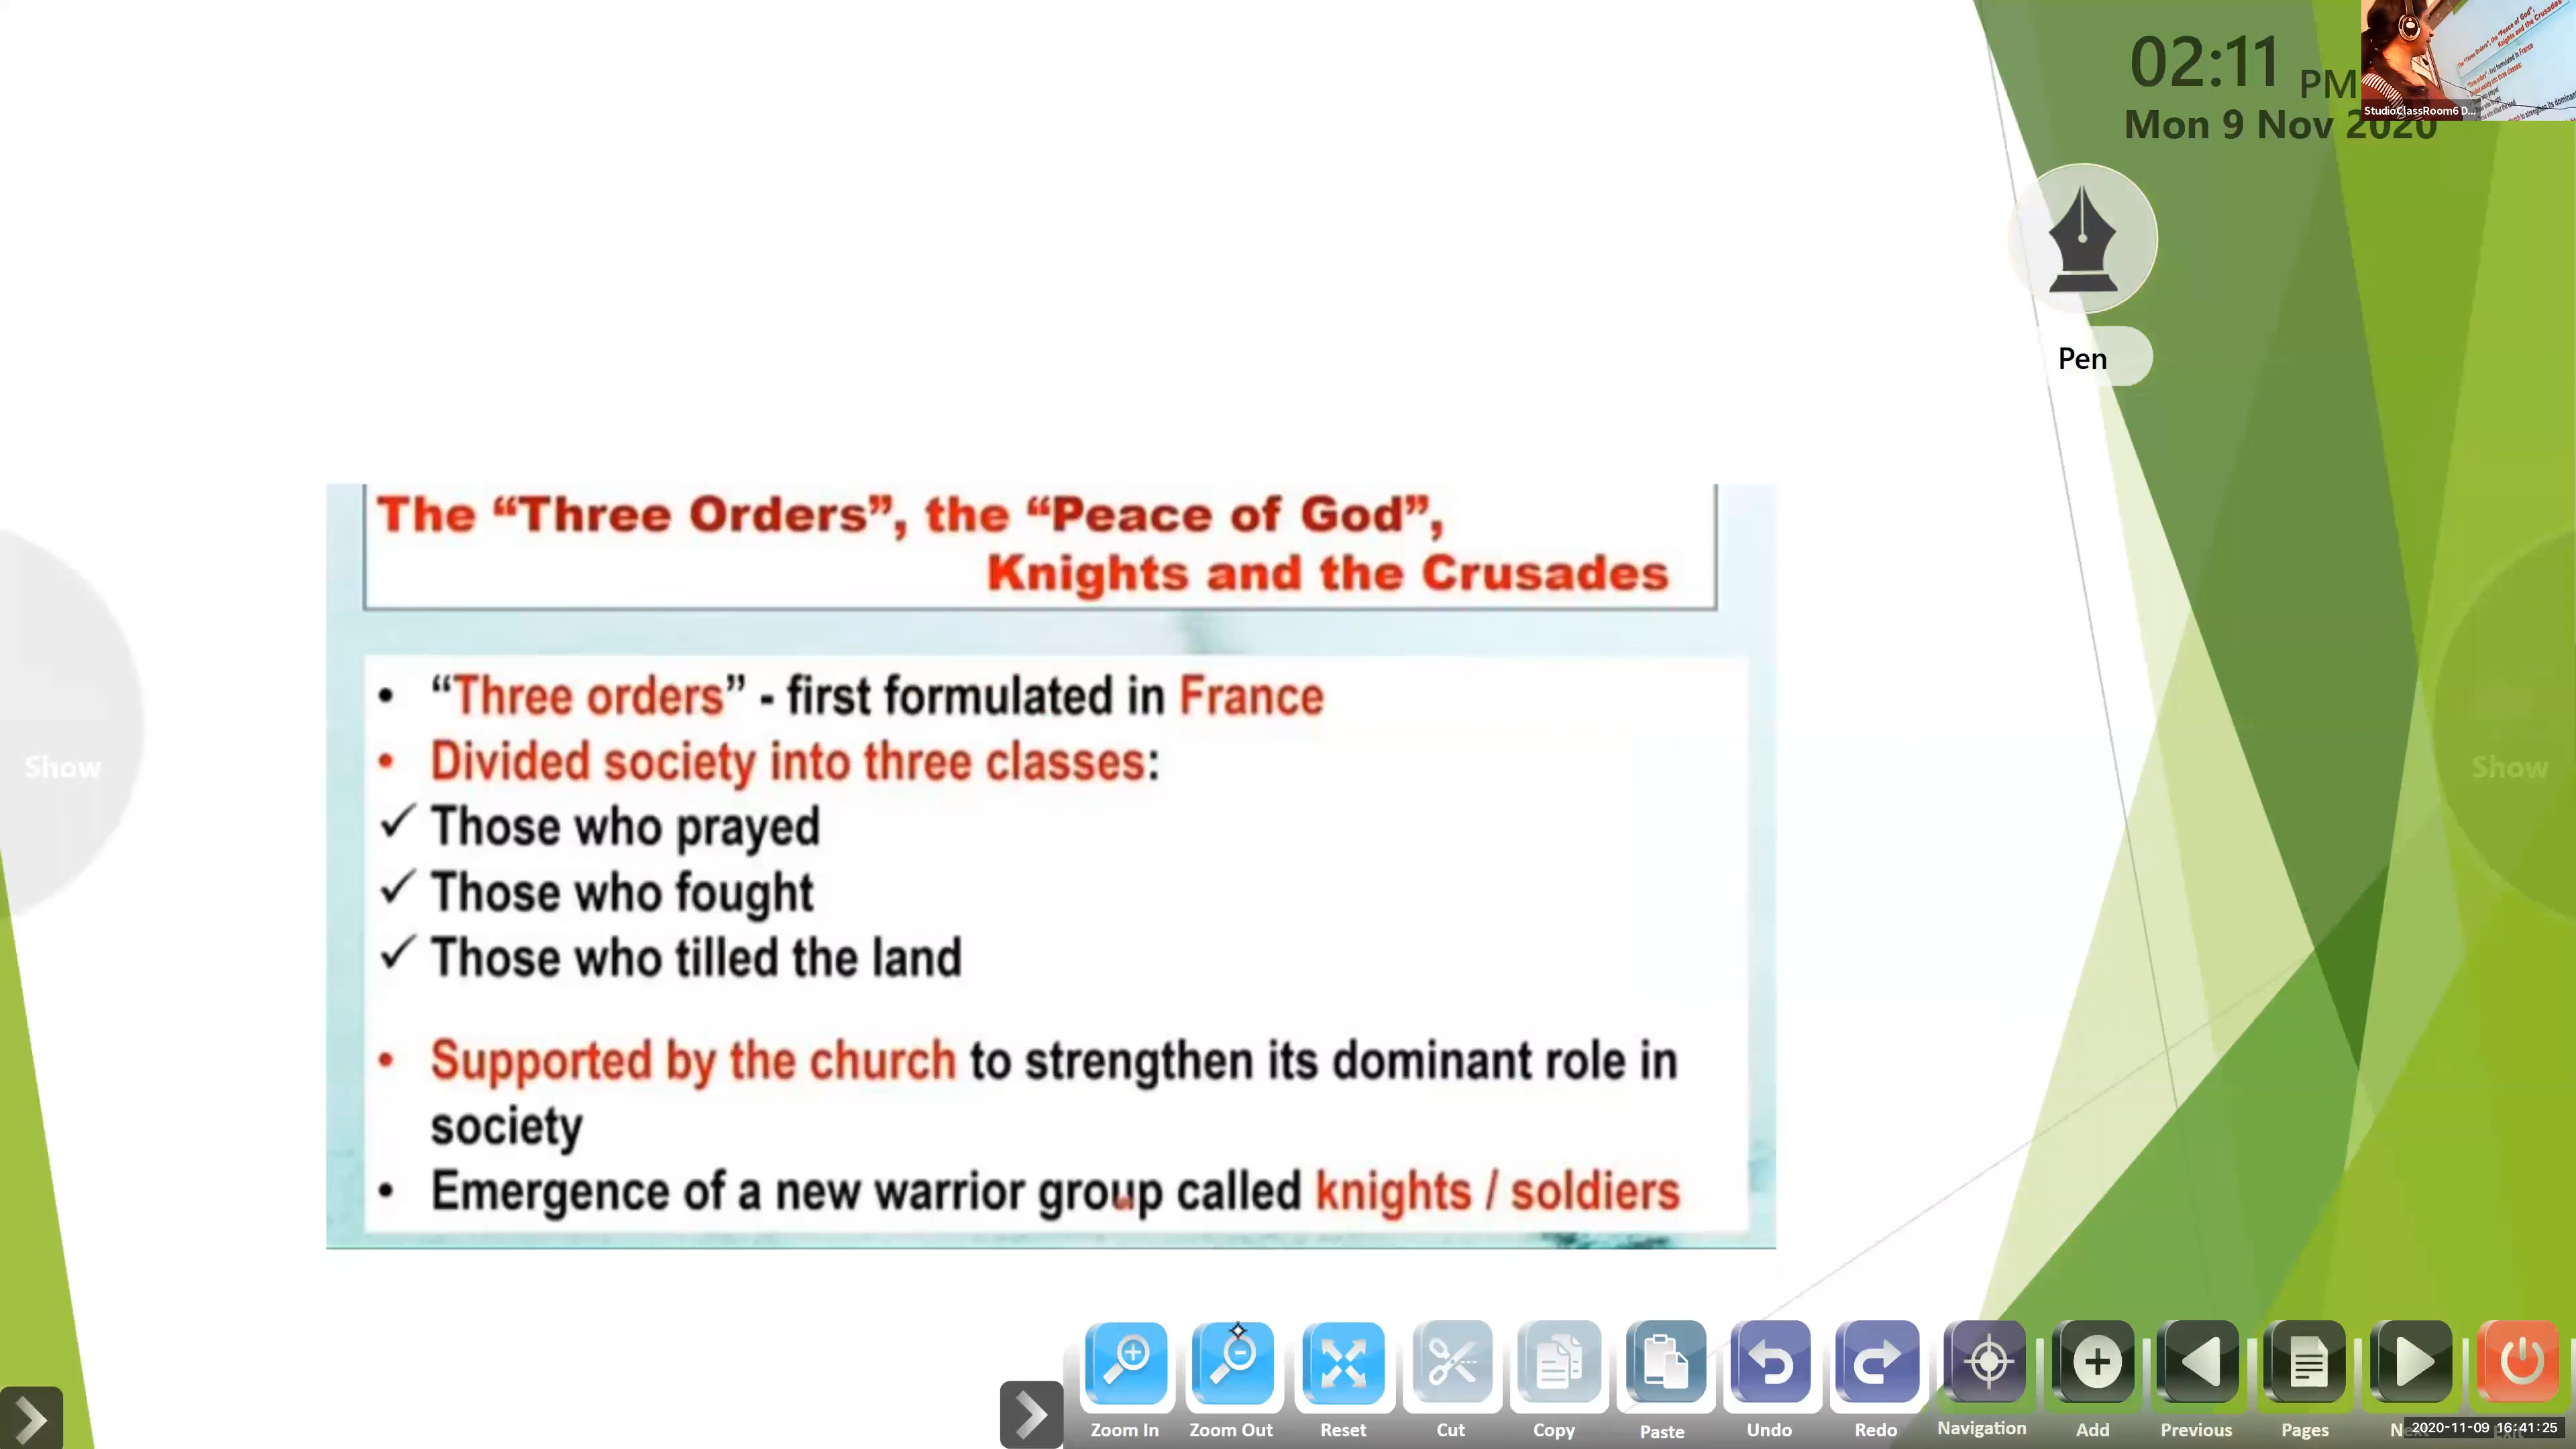 02:11 PM
Mon 9 Nov 2020
StudioClassRoom6 D...
Pen
The “Three Orders”, the “Peace of God”,
Knights and the Crusades
• “Three orders” - first formulated in France
• Divided society into three classes:
✓ Those who prayed
✓ Those who fought
✓ Those who tilled the land
• Supported by the church to strengthen its dominant role in
society
• Emergence of a new warrior group called knights / soldiers
Show
Show
Zoom In Zoom Out Reset Cut Copy Paste Undo Redo Navigation Add Previous Pages
2020-11-09 16:41:25